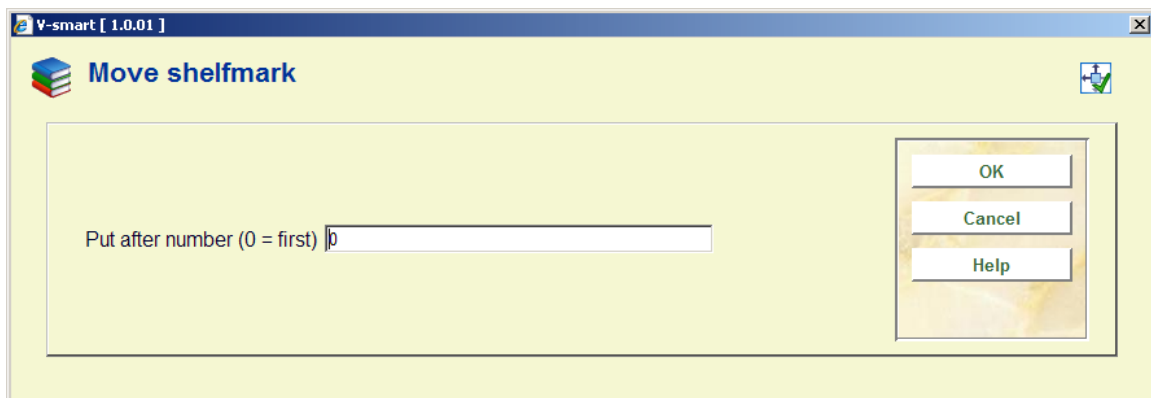 V-smart [ 1.0.01 ]
Move shelfmark
OK
Cancel
Put after number (0 = first) 0
Help